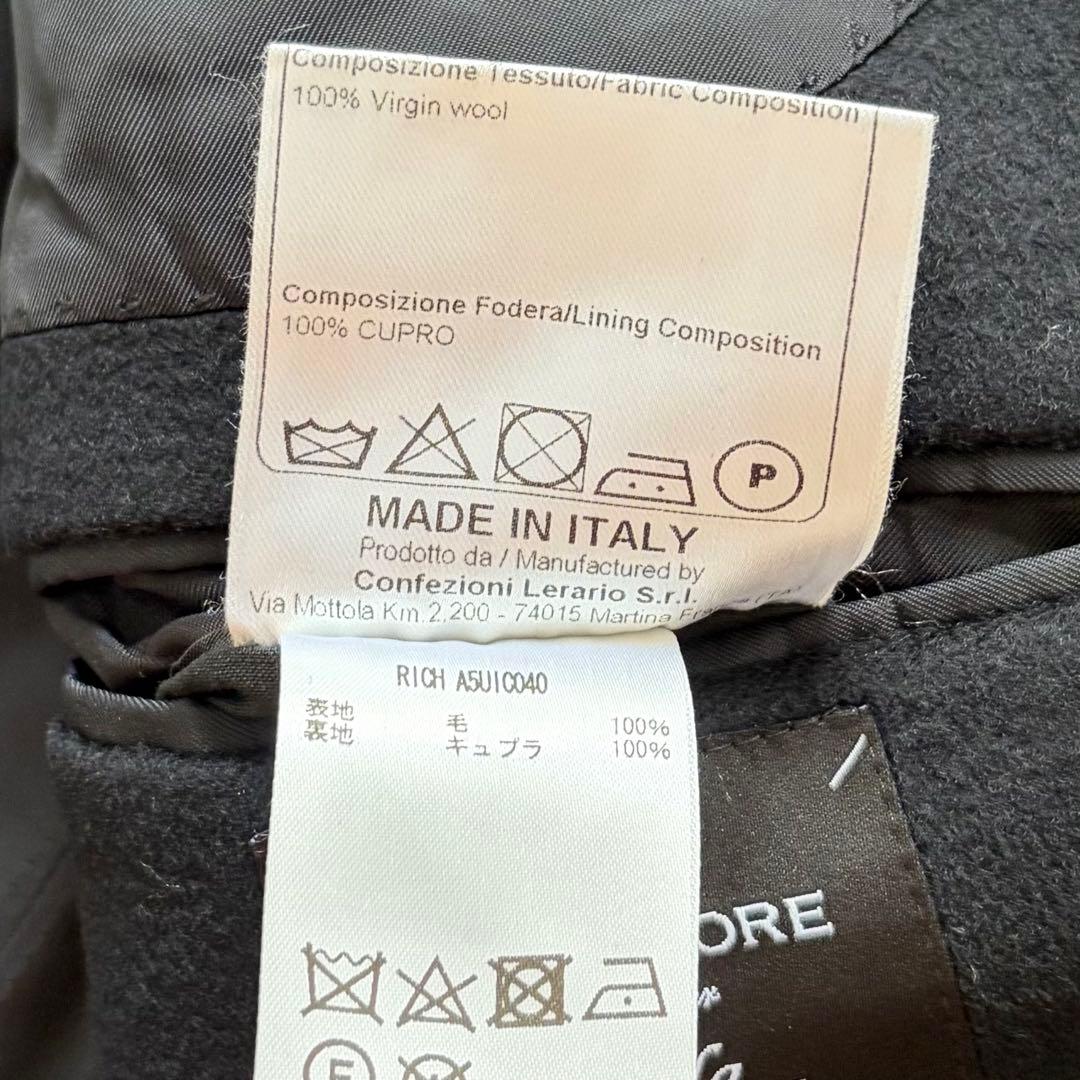 Composizione Tessuto/Fabric Composition
100% Virgin wool
Composizione Fodera/Lining Composition
100% CUPRO
P
MADE IN ITALY
Prodotto da / Manufactured by
Confezioni Lerario S.r.l.
Via Mottola Km 2,200 - 74015 Martina
RICH A5UIC040
表地 毛 100%
裏地 キュプラ 100%
ORE